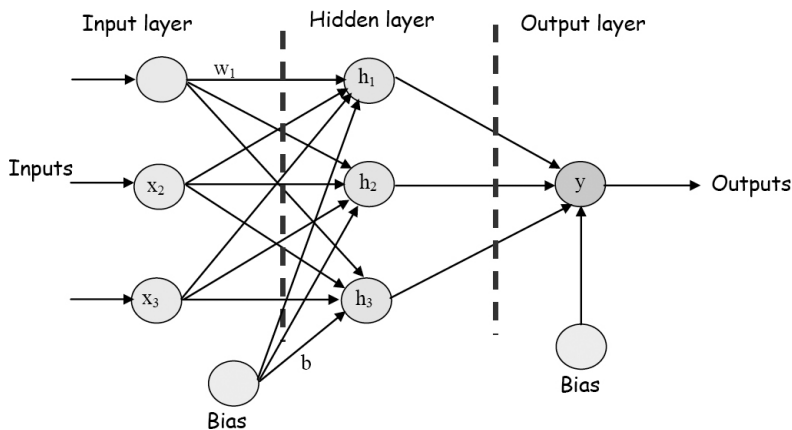 Input layer
Hidden layer
Output layer
w1
h1
Inputs
x2
h2
y
Outputs
x3
h3
b
Bias
Bias